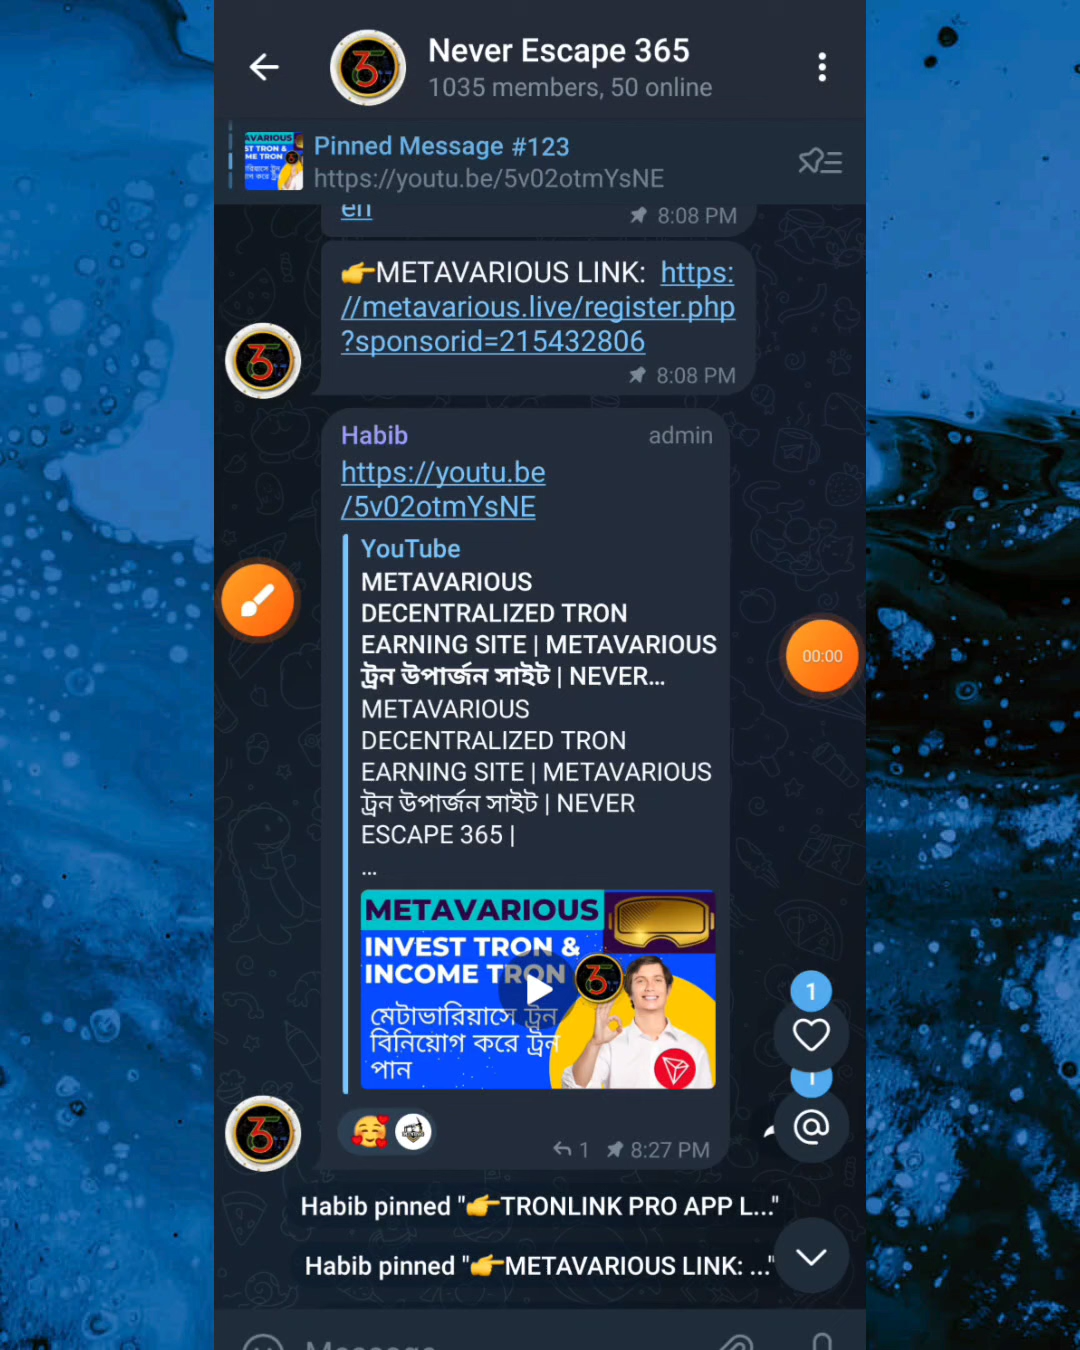 Never Escape 365
1035 members, 50 online
Pinned Message #123
https://youtu.be/5v02otmYsNE
en
8:08 PM
👉METAVARIOUS LINK: https:
//metavarious.live/register.php
?sponsorid=215432806
8:08 PM
Habib admin
https://youtu.be
/5v02otmYsNE
YouTube
METAVARIOUS
DECENTRALIZED TRON
EARNING SITE | METAVARIOUS
ট্রন উপার্জন সাইট | NEVER...
METAVARIOUS
DECENTRALIZED TRON
EARNING SITE | METAVARIOUS
ট্রন উপার্জন সাইট | NEVER
ESCAPE 365 |
...
METAVARIOUS
INVEST TRON &
INCOME TRON
মেটাভারিয়াসে ট্রন
বিনিয়োগ করে ট্রন
পান
00:00
1
1
1 8:27 PM
Habib pinned "👉TRONLINK PRO APP L..."
Habib pinned "👉METAVARIOUS LINK: ..."
Message